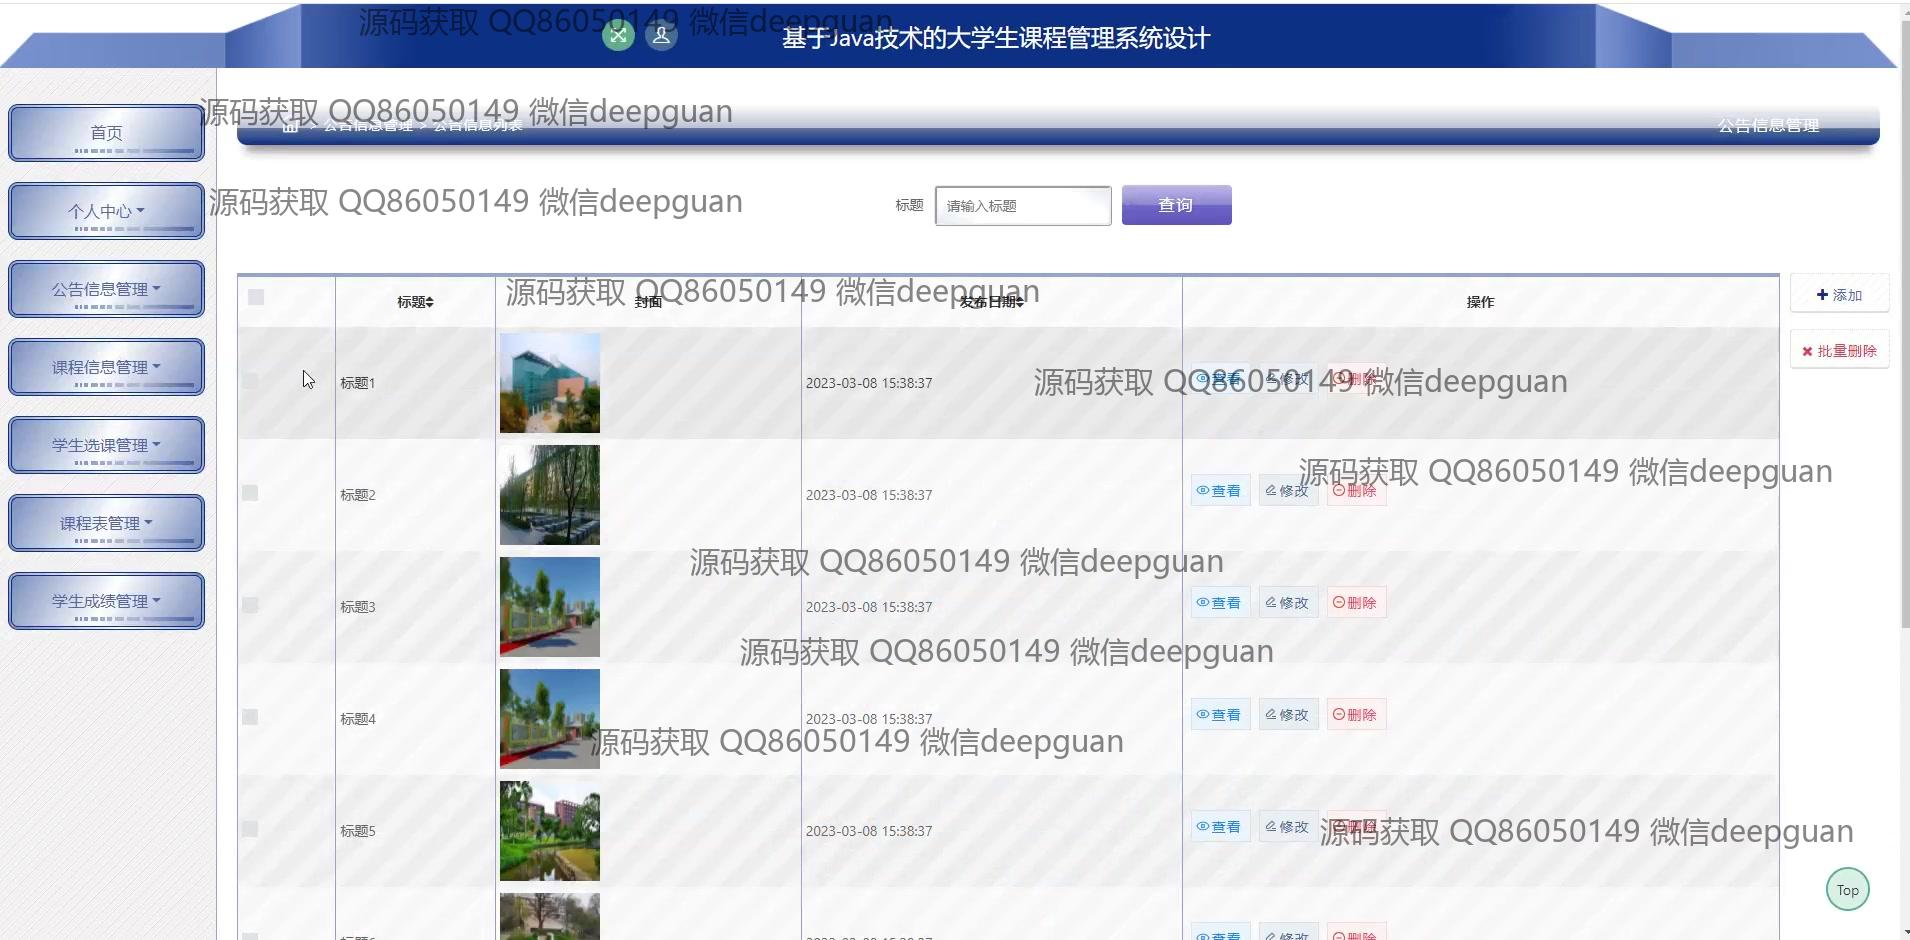 源码获取 QQ86050149 微信deepguan
基于Java技术的大学生课程管理系统设计
源码获取 QQ86050149 微信deepguan
首页
> 公告信息管理 > 公告信息列表
公告信息管理
个人中心
源码获取 QQ86050149 微信deepguan
标题
请输入标题
查询
公告信息管理
课程信息管理
学生选课管理
课程表管理
学生成绩管理
源码获取 QQ86050149 微信deepguan
标题 封面 发布日期 操作
添加
批量删除
标题1 2023-03-08 15:38:37 查看 修改 删除
源码获取 QQ86050149 微信deepguan
源码获取 QQ86050149 微信deepguan
标题2 2023-03-08 15:38:37 查看 修改 删除
源码获取 QQ86050149 微信deepguan
标题3 2023-03-08 15:38:37 查看 修改 删除
源码获取 QQ86050149 微信deepguan
标题4 2023-03-08 15:38:37 查看 修改 删除
源码获取 QQ86050149 微信deepguan
标题5 2023-03-08 15:38:37 查看 修改 删除
源码获取 QQ86050149 微信deepguan
Top